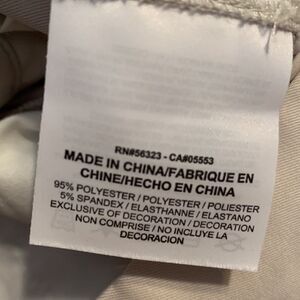 RN#56323 - CA#05553
MADE IN CHINA/FABRIQUE EN
CHINE/HECHO EN CHINA
95% POLYESTER / POLYESTER / POLIESTER
5% SPANDEX / ELASTHANNE / ELASTANO
EXCLUSIVE OF DECORATION / DECORATION
NON COMPRISE / NO INCLUYE LA
DECORACION